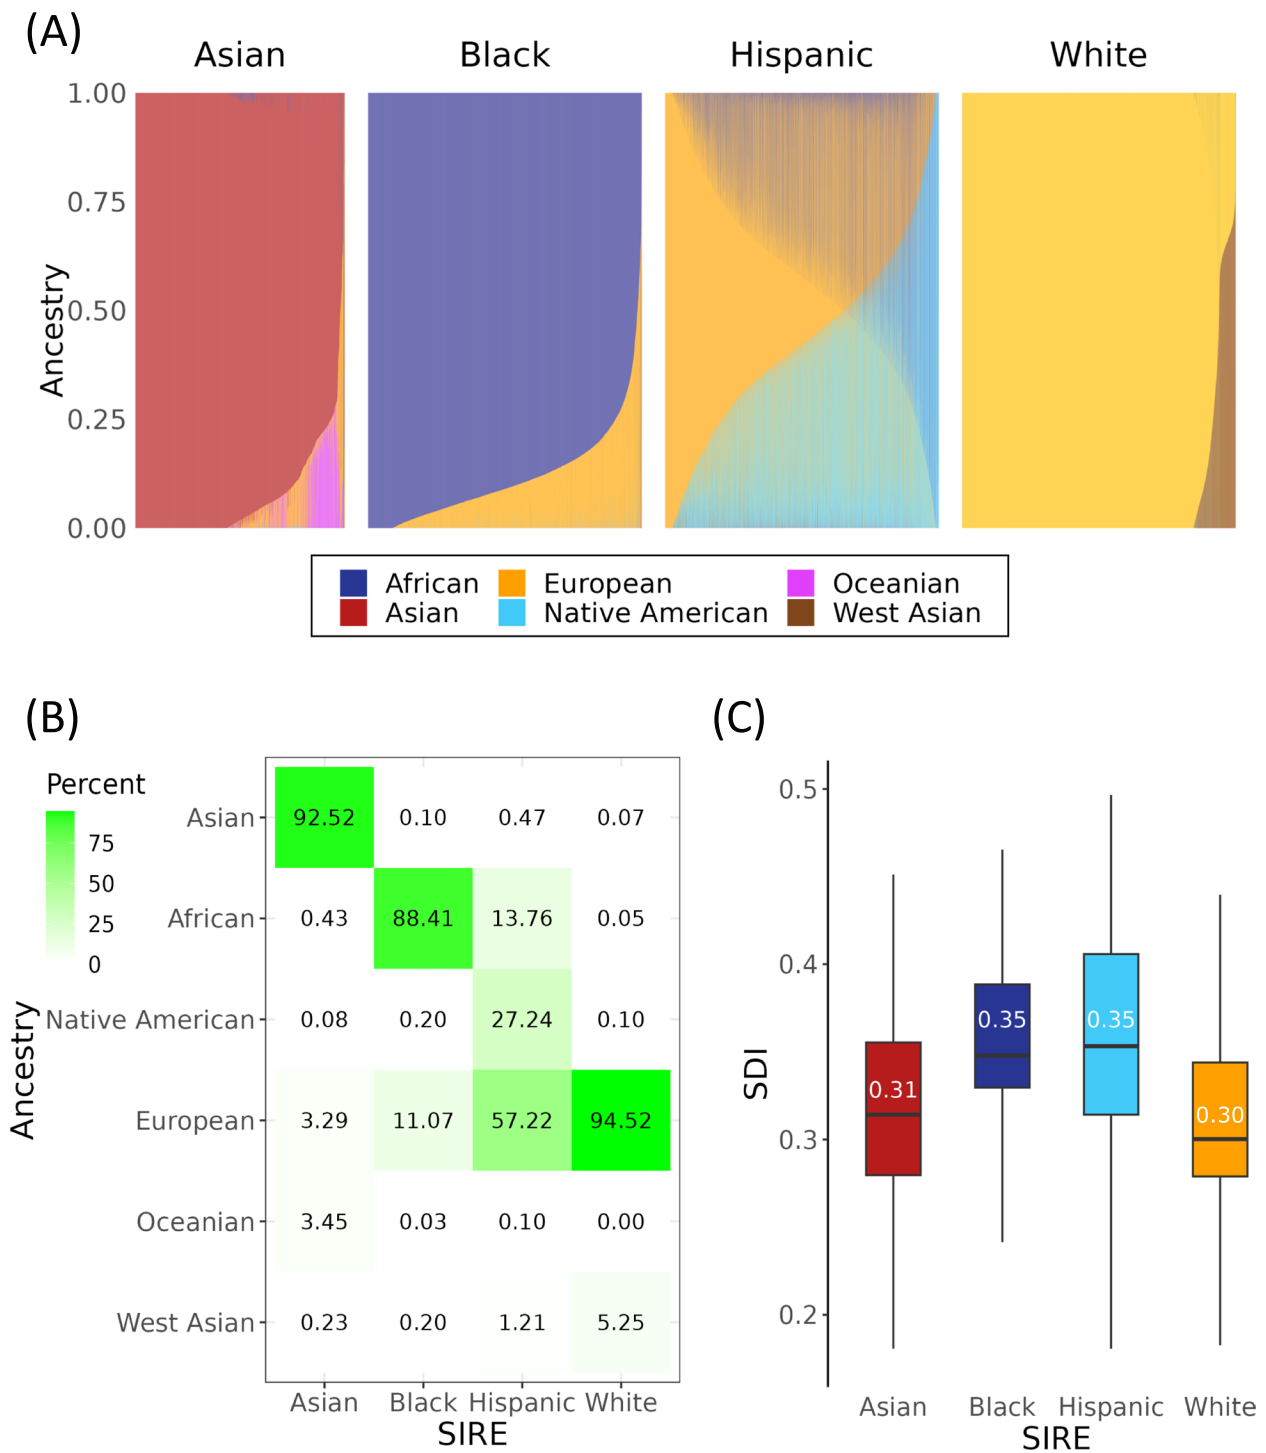 (A)
Asian Black Hispanic White
1.00
0.75
0.50
0.25
0.00
Ancestry
African European Oceanian
Asian Native American West Asian
(B)
Percent
75
50
25
0
Ancestry
Asian 92.52 0.10 0.47 0.07
African 0.43 88.41 13.76 0.05
Native American 0.08 0.20 27.24 0.10
European 3.29 11.07 57.22 94.52
Oceanian 3.45 0.03 0.10 0.00
West Asian 0.23 0.20 1.21 5.25
Asian Black Hispanic White
SIRE
(C)
SDI
0.5
0.4
0.3
0.2
0.31 0.35 0.35 0.30
Asian Black Hispanic White
SIRE